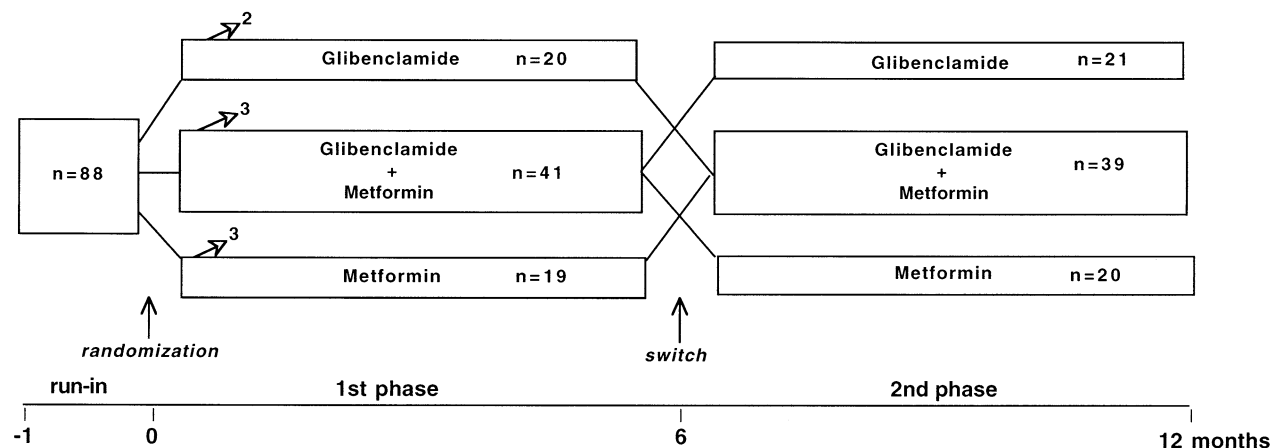 2
Glibenclamide n=20
Glibenclamide n=21
3
n=88
Glibenclamide
+
Metformin
n=41
Glibenclamide
+
Metformin
n=39
3
Metformin n=19
Metformin n=20
randomization
switch
run-in 1st phase 2nd phase
-1 0 6 12 months